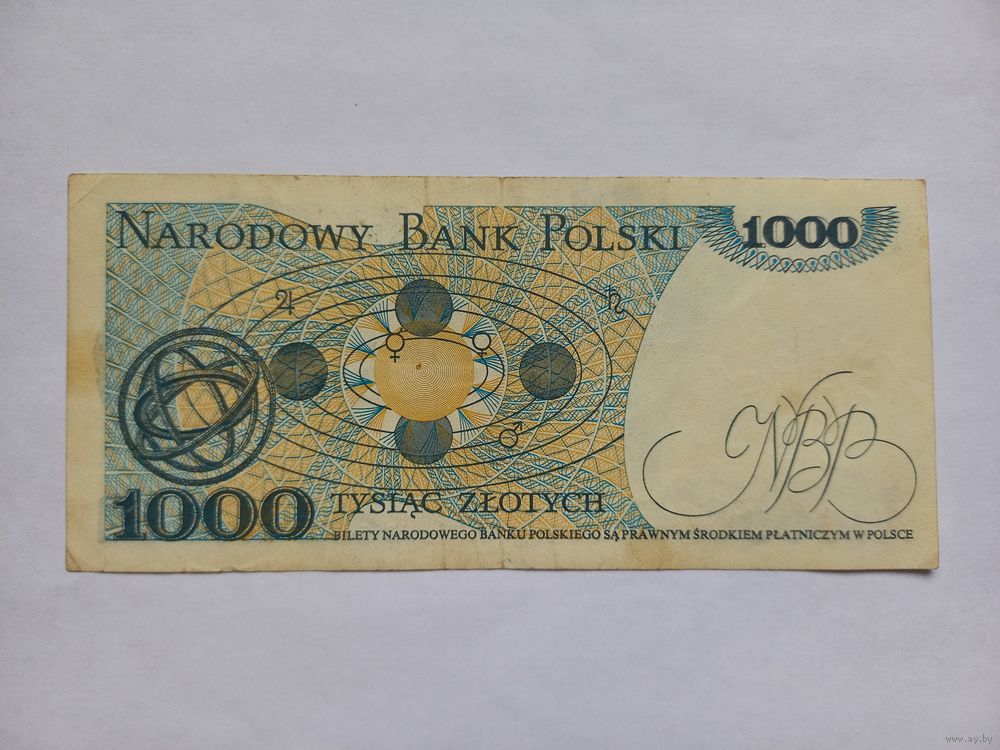 NARODOWY BANK POLSKI
1000
♃
♄
♀
☿
♂
NBP
1000
TYSIĄC ZŁOTYCH
BILETY NARODOWEGO BANKU POLSKIEGO SĄ PRAWNYM ŚRODKIEM PŁATNICZYM W POLSCE
www.ay.by